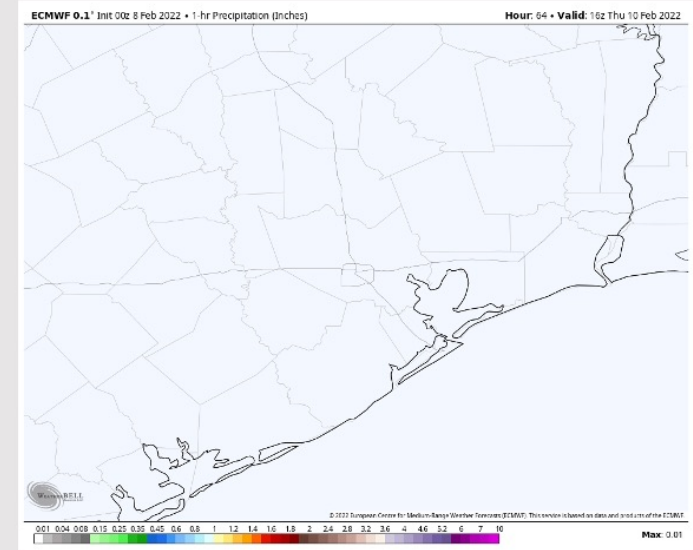 ECMWF 0.1° Init 00z 8 Feb 2022 • 1-hr Precipitation (Inches) Hour: 64 • Valid: 16z Thu 10 Feb 2022
WeatherBELL
© 2022 European Centre for Medium-Range Weather Forecasts (ECMWF). This service is based on data and products of the ECMWF.
0.01 0.04 0.08 0.15 0.25 0.35 0.45 0.6 0.8 1 1.2 1.4 1.6 1.8 2 2.4 2.8 3.2 3.6 4 4.6 5.2 6 7 10
Max: 0.01